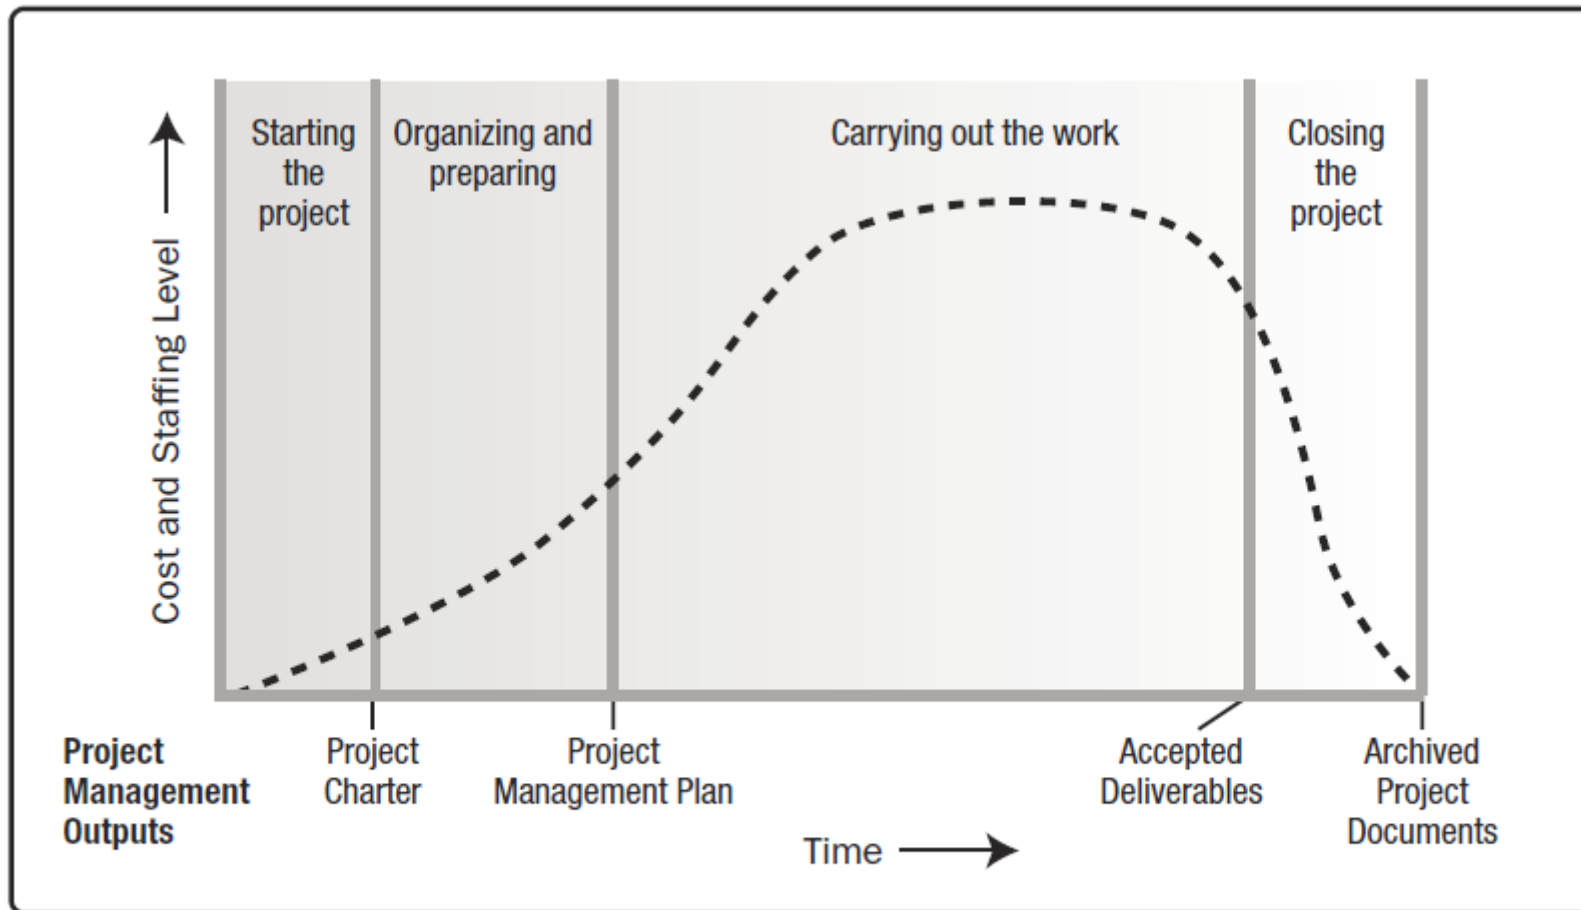 Starting
the
project
Organizing and
preparing
Carrying out the work
Closing
the
project
Cost and Staffing Level
Project
Management
Outputs
Project
Charter
Project
Management Plan
Accepted
Deliverables
Archived
Project
Documents
Time